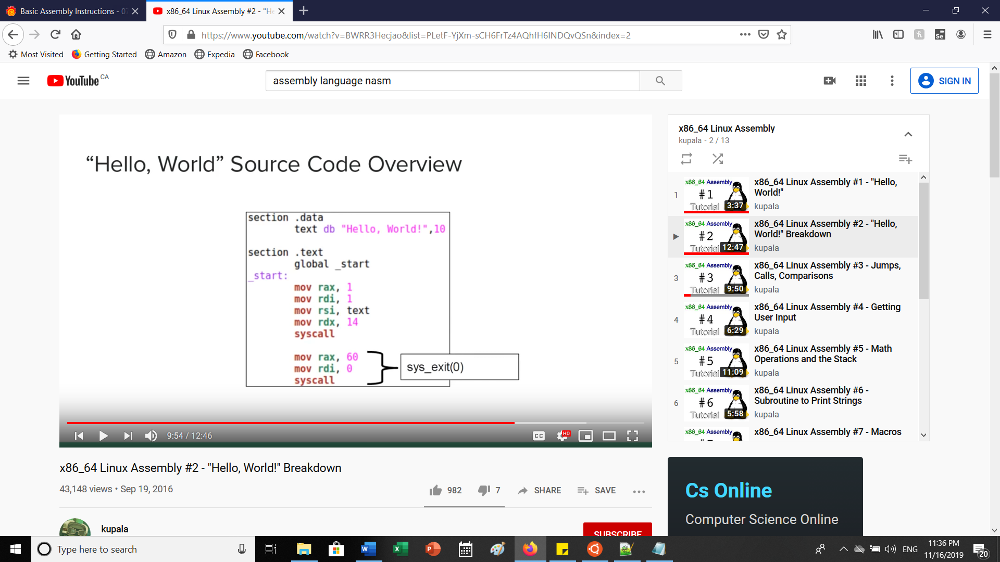 Basic Assembly Instructions - 07
x86_64 Linux Assembly #2 - "He
https://www.youtube.com/watch?v=BWRR3Hecjao&list=PLetF-YjXm-sCH6FrTz4AQhfH6INDQvQSn&index=2
Most Visited Getting Started Amazon Expedia Facebook
YouTube CA
assembly language nasm
SIGN IN
“Hello, World” Source Code Overview
section .data
text db "Hello, World!",10
section .text
global _start
_start:
mov rax, 1
mov rdi, 1
mov rsi, text
mov rdx, 14
syscall
mov rax, 60
mov rdi, 0
syscall
sys_exit(0)
9:54 / 12:46
CC
HD
x86_64 Linux Assembly #2 - "Hello, World!" Breakdown
43,148 views • Sep 19, 2016
982 7 SHARE SAVE
kupala
SUBSCRIBE
x86_64 Linux Assembly
kupala - 2 / 13
1
x86_64 Assembly
#1
Tutorial 3:37
x86_64 Linux Assembly #1 - "Hello,
World!"
kupala
x86_64 Assembly
#2
Tutorial 12:47
x86_64 Linux Assembly #2 - "Hello,
World!" Breakdown
kupala
3
x86_64 Assembly
#3
Tutorial 9:50
x86_64 Linux Assembly #3 - Jumps,
Calls, Comparisons
kupala
4
x86_64 Assembly
#4
Tutorial 6:29
x86_64 Linux Assembly #4 - Getting
User Input
kupala
5
x86_64 Assembly
#5
Tutorial 11:09
x86_64 Linux Assembly #5 - Math
Operations and the Stack
kupala
6
x86_64 Assembly
#6
Tutorial 5:58
x86_64 Linux Assembly #6 -
Subroutine to Print Strings
kupala
x86_64 Assembly
x86_64 Linux Assembly #7 - Macros
Cs Online
Computer Science Online
Type here to search
ENG
11:36 PM
11/16/2019
20